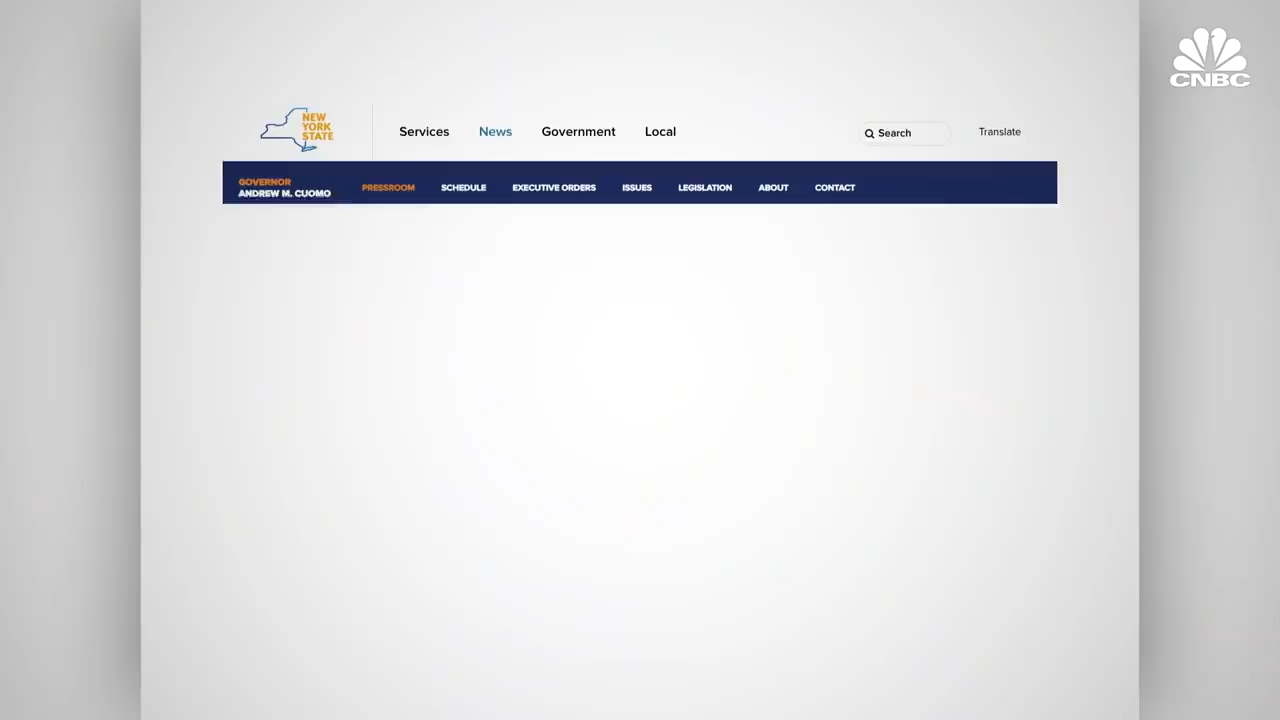 CNBC
NEW
YORK
STATE
Services News Government Local Search Translate
GOVERNOR
ANDREW M. CUOMO PRESSROOM SCHEDULE EXECUTIVE ORDERS ISSUES LEGISLATION ABOUT CONTACT